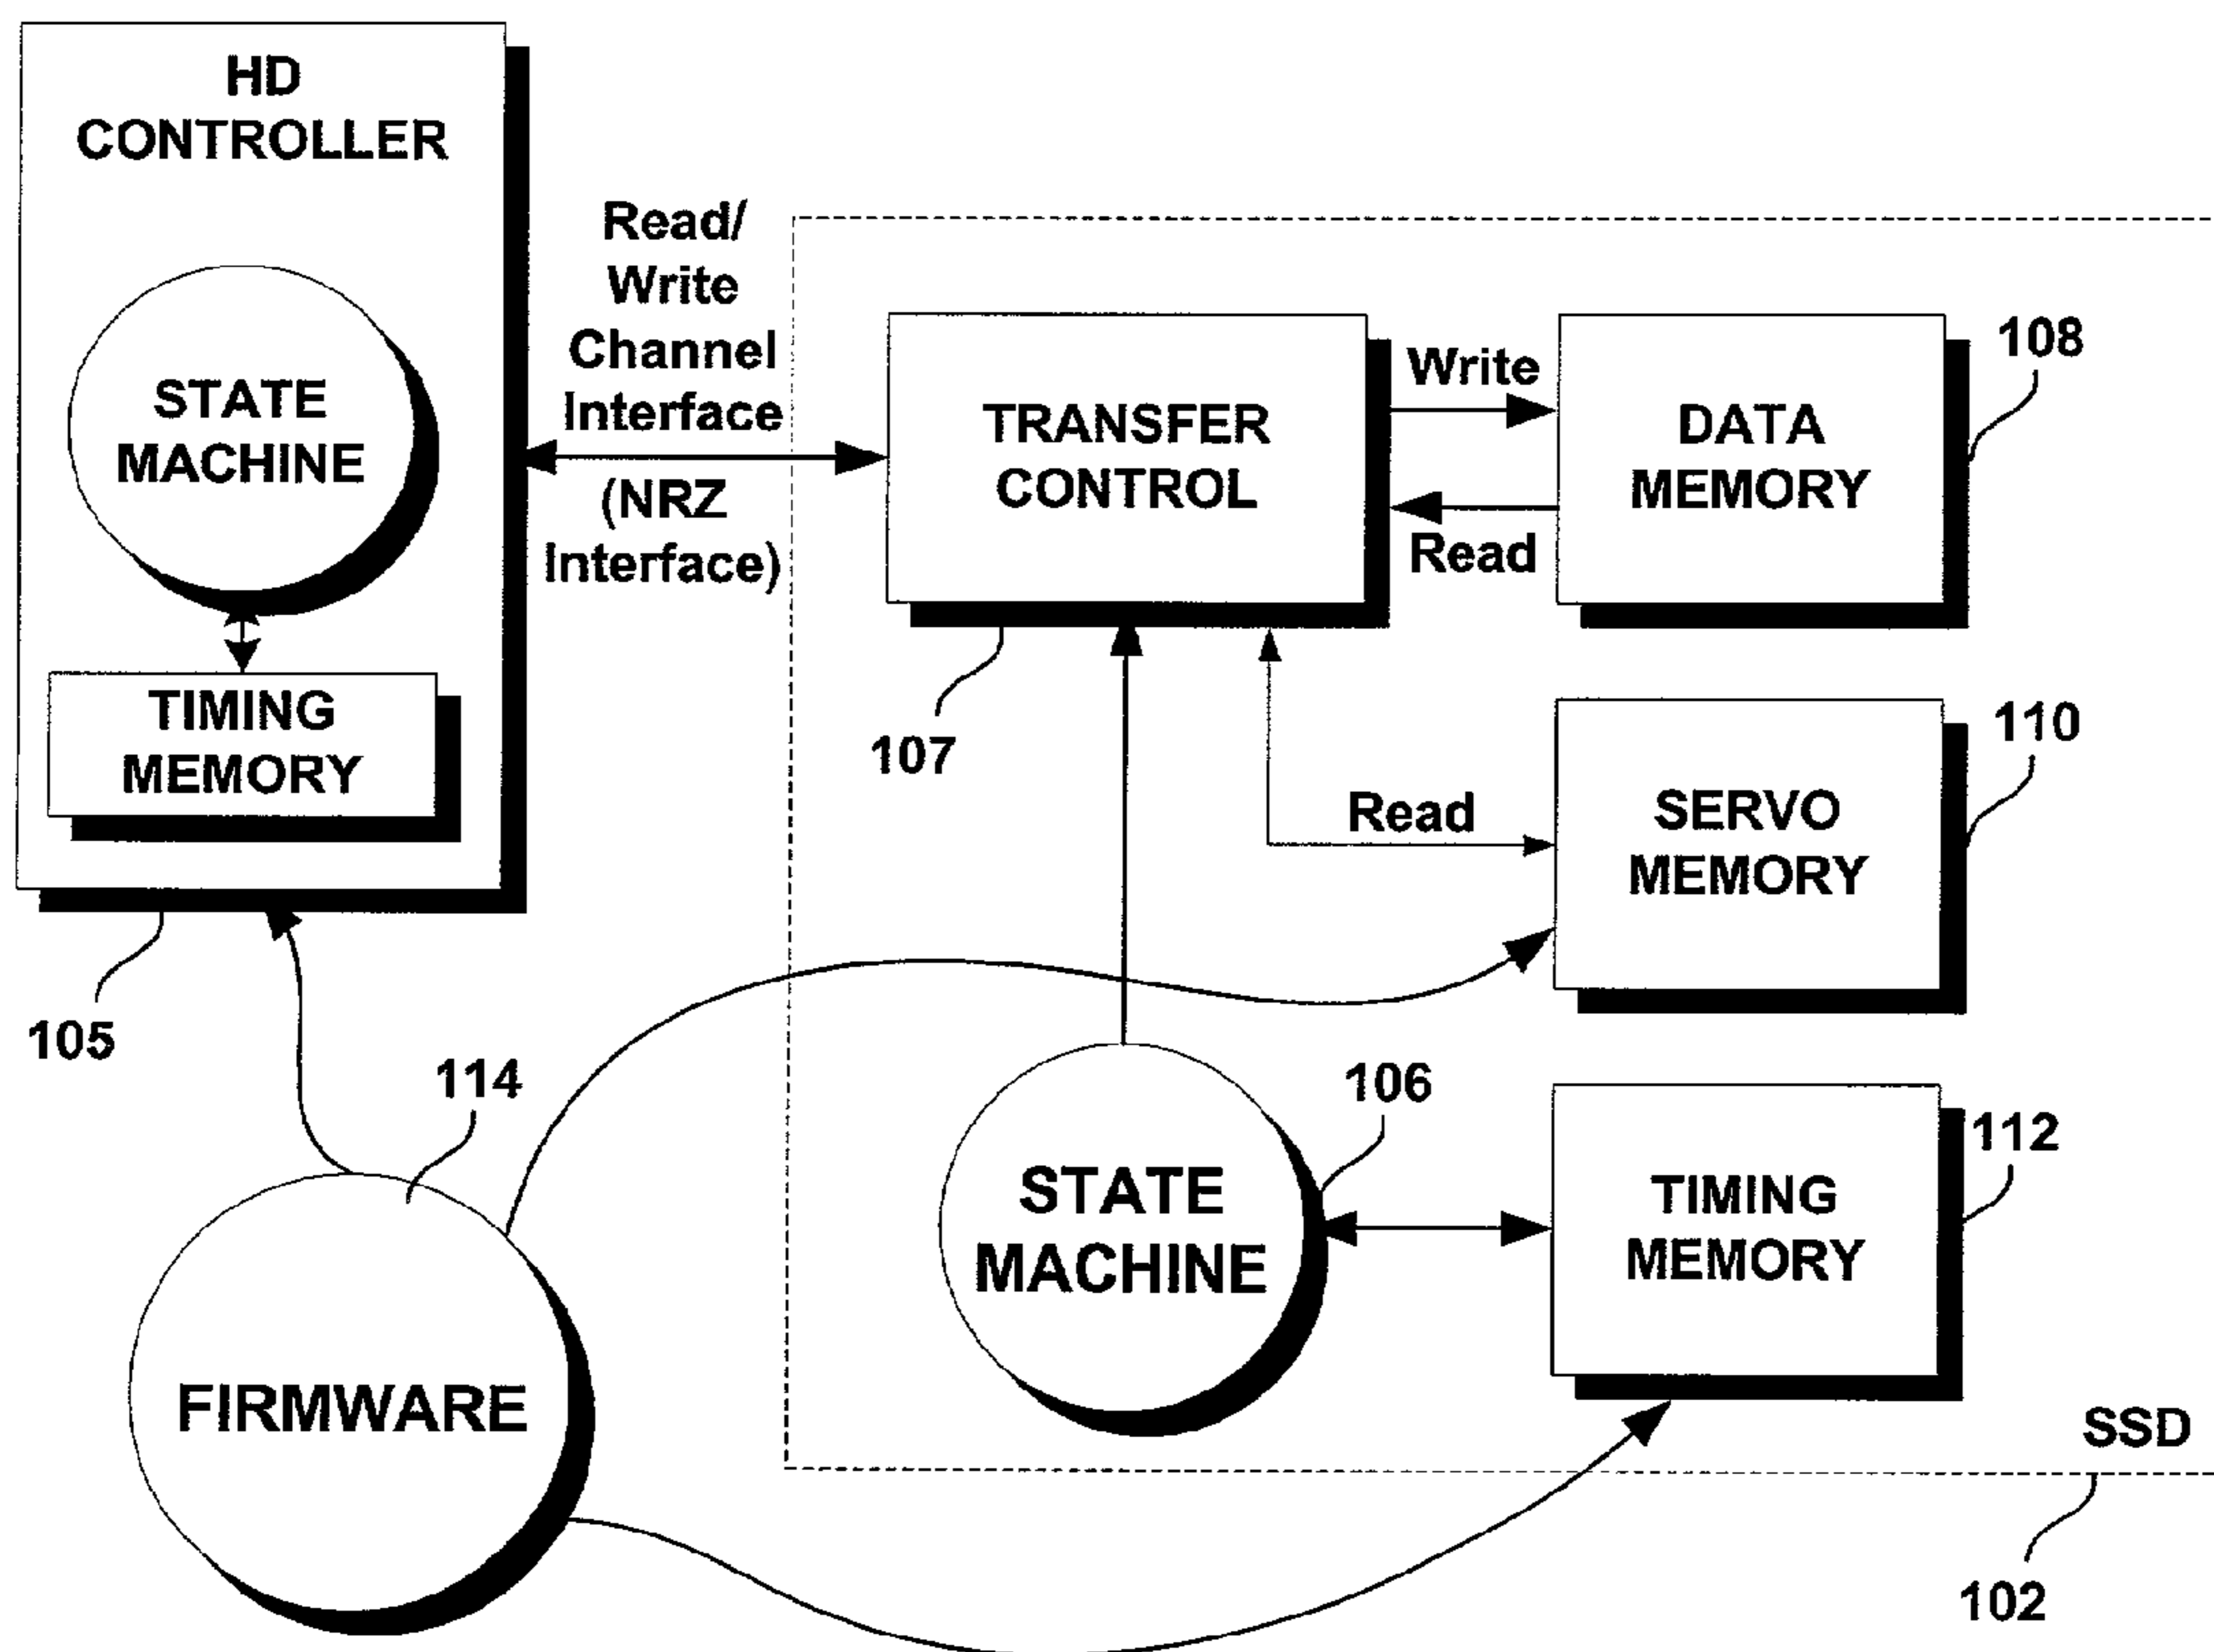 HD
CONTROLLER
STATE
MACHINE
TIMING
MEMORY
105
Read/
Write
Channel
Interface
(NRZ
Interface)
TRANSFER
CONTROL
107
Write
Read
DATA
MEMORY
108
Read
SERVO
MEMORY
110
STATE
MACHINE
106
TIMING
MEMORY
112
114
FIRMWARE
SSD
102